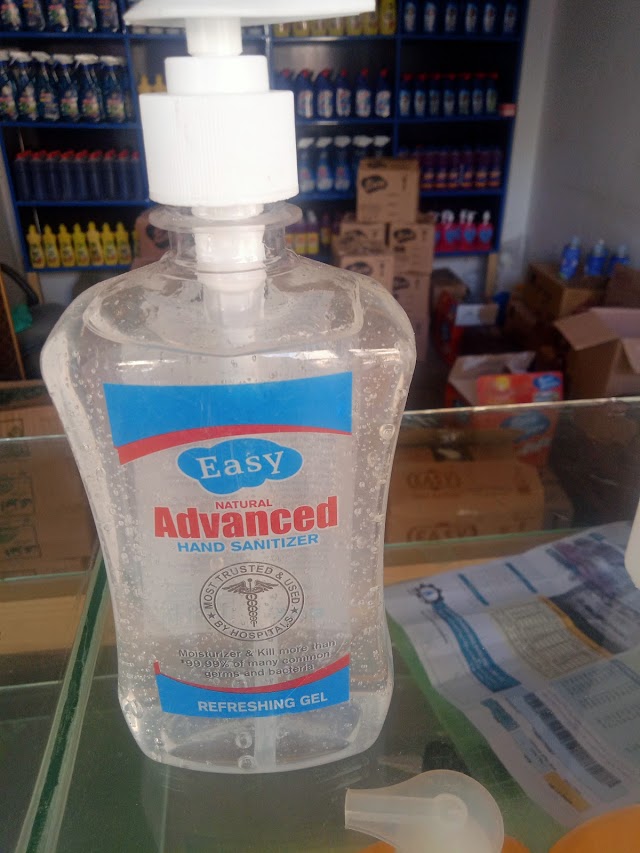 Easy
NATURAL
Advanced
HAND SANITIZER
MOST TRUSTED & USED
BY HOSPITALS
Moisturizer & Kill more than
*99.99% of many common
germs and bacteria
REFRESHING GEL
EASY